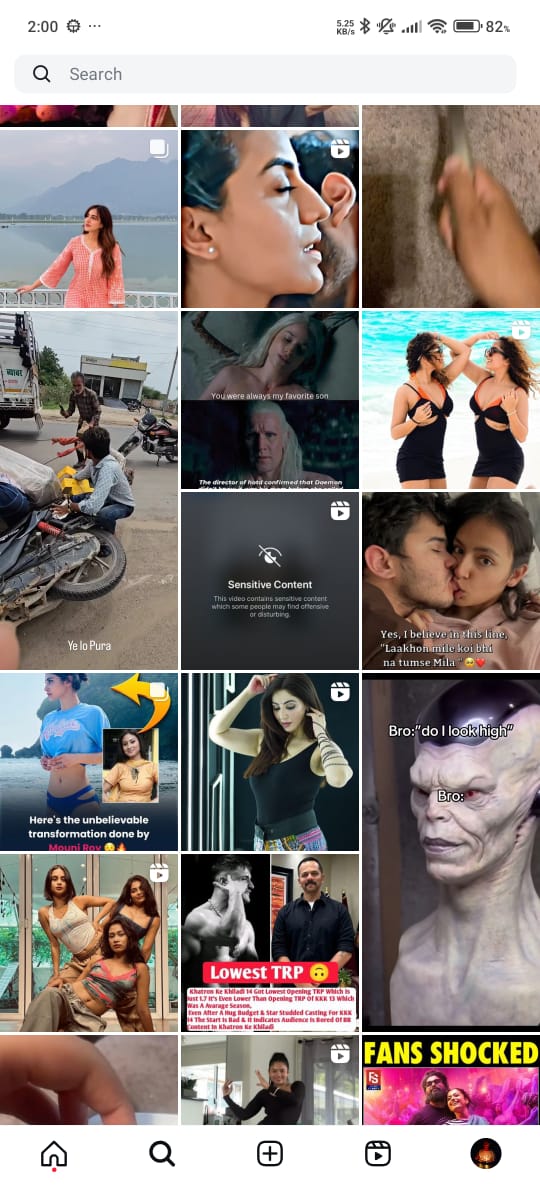 2:00
5.25
KB/s
82%
Search
ब्यावर
You were always my favorite son
The director of hotd confirmed that Daemon
Ye lo Pura
Sensitive Content
This video contains sensitive content
which some people may find offensive
or disturbing.
Yes, I believe in this line,
"Laakhon mile koi bhi
na tumse Mila "🥺❤️
Here's the unbelievable
transformation done by
Mouni Roy 😳🔥
Bro:"do I look high"
Bro:
Lowest TRP 🙃
Khatron Ke Khiladi 14 Got Lowest Opening TRP Which is
Just 1.7 It's Even Lower Than Opening TRP Of KKK 13 Which
Was A Avarage Season,
Even After A Hug Budget & Star Studded Casting For KKK
14 The Start Is Bad & It Indicates Audience Is Bored Of BB
Content In Khatron Ke Khiladi
FANS SHOCKED
FS